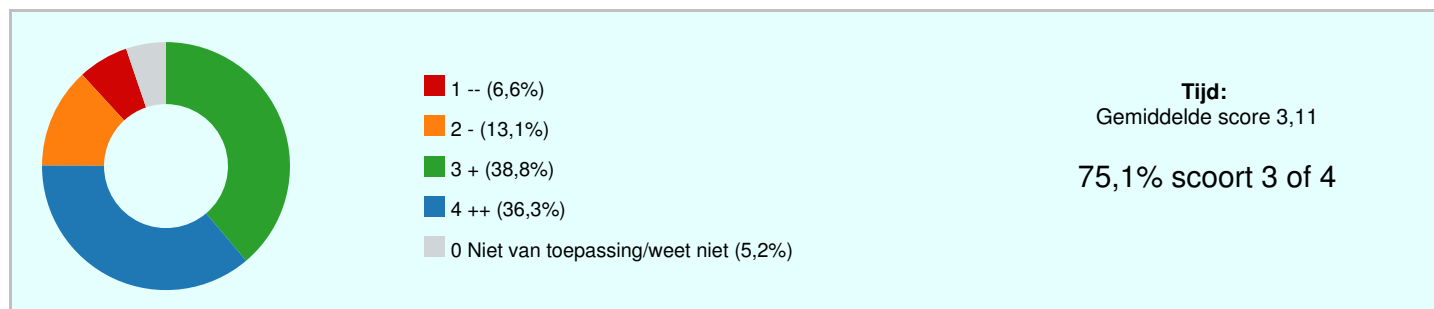 1 -- (6,6%)
2 - (13,1%)
3 + (38,8%)
4 ++ (36,3%)
0 Niet van toepassing/weet niet (5,2%)
Tijd:
Gemiddelde score 3,11
75,1% scoort 3 of 4